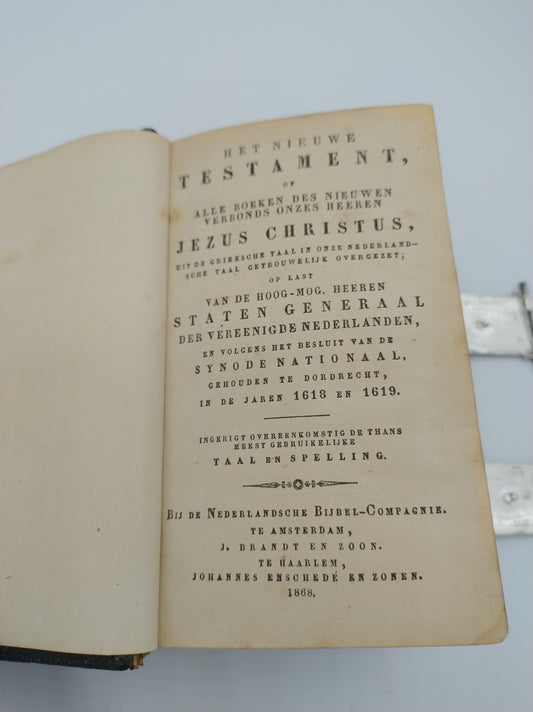 HET NIEUWE
TESTAMENT,
OF
ALLE BOEKEN DES NIEUWEN
VERBONDS ONZES HEEREN
JEZUS CHRISTUS,
UIT DE GRIEKSCHE TAAL IN ONZE NEDERLAND-
SCHE TAAL GETROUWELIJK OVERGEZET;
OP LAST
VAN DE HOOG-MOG. HEEREN
STATEN GENERAAL
DER VEREENIGDE NEDERLANDEN,
EN VOLGENS HET BESLUIT VAN DE
SYNODE NATIONAAL,
GEHOUDEN TE DORDRECHT,
IN DE JAREN 1618 EN 1619.
INGERIGT OVEREENKOMSTIG DE THANS
MEEST GEBRUIKELIJKE
TAAL EN SPELLING.
BIJ DE NEDERLANDSCHE BIJBEL-COMPAGNIE.
TE AMSTERDAM,
J. BRANDT EN ZOON.
TE HAARLEM,
JOHANNES ENSCHEDÉ EN ZONEN.
1868.